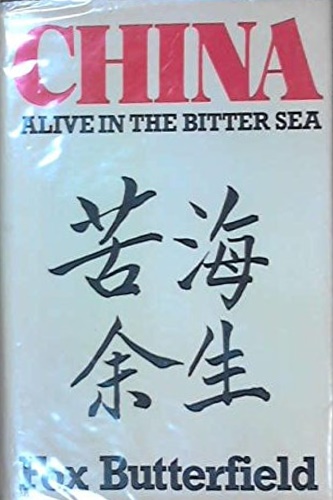 CHINA
ALIVE IN THE BITTER SEA
苦海
余生
Fox Butterfield